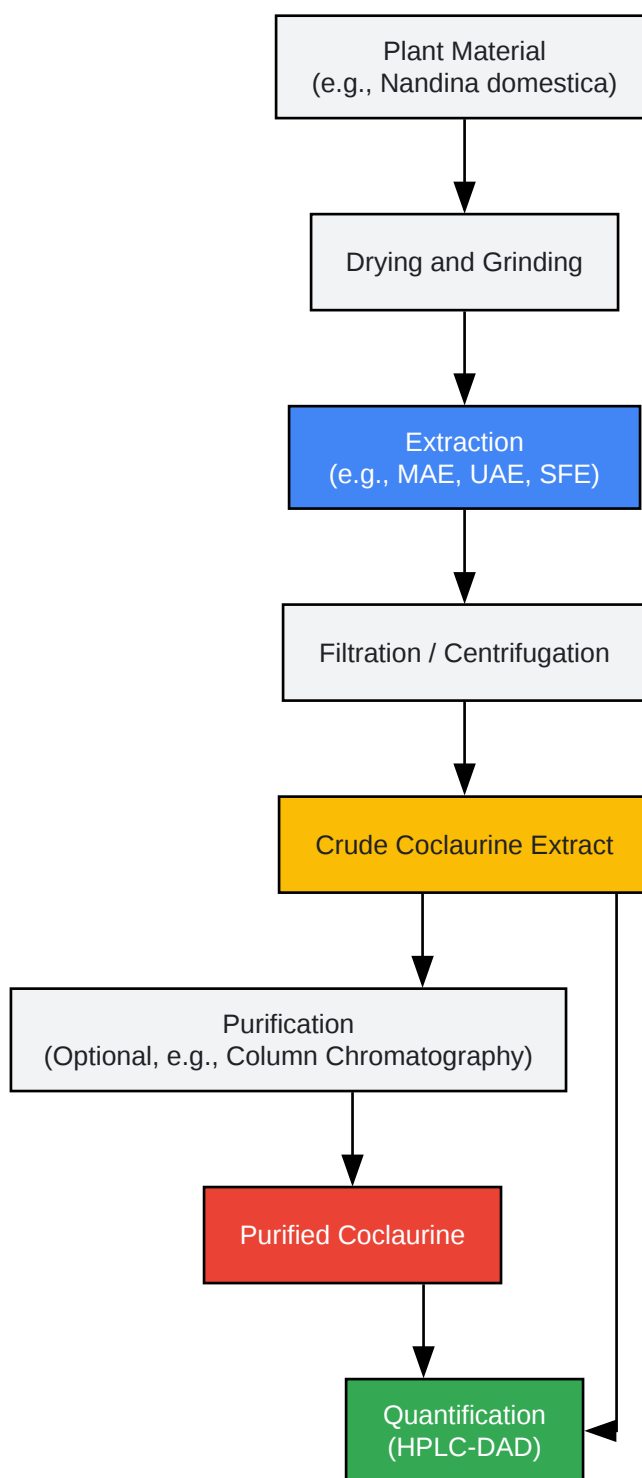 Plant Material
(e.g., Nandina domestica)
Drying and Grinding
Extraction
(e.g., MAE, UAE, SFE)
Filtration / Centrifugation
Crude Coclaurine Extract
Purification
(Optional, e.g., Column Chromatography)
Purified Coclaurine
Quantification
(HPLC-DAD)